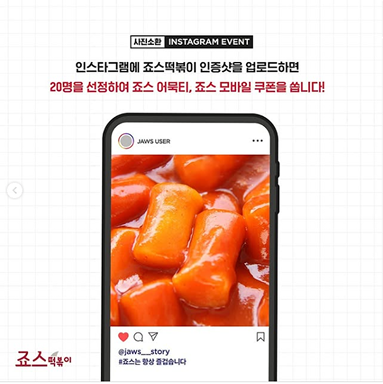 사진소환 INSTAGRAM EVENT
인스타그램에 죠스떡볶이 인증샷을 업로드하면
20명을 선정하여 죠스 어묵티, 죠스 모바일 쿠폰을 쏩니다!
JAWS USER
@jaws___story
#죠스는 항상 즐겁습니다
죠스떡볶이